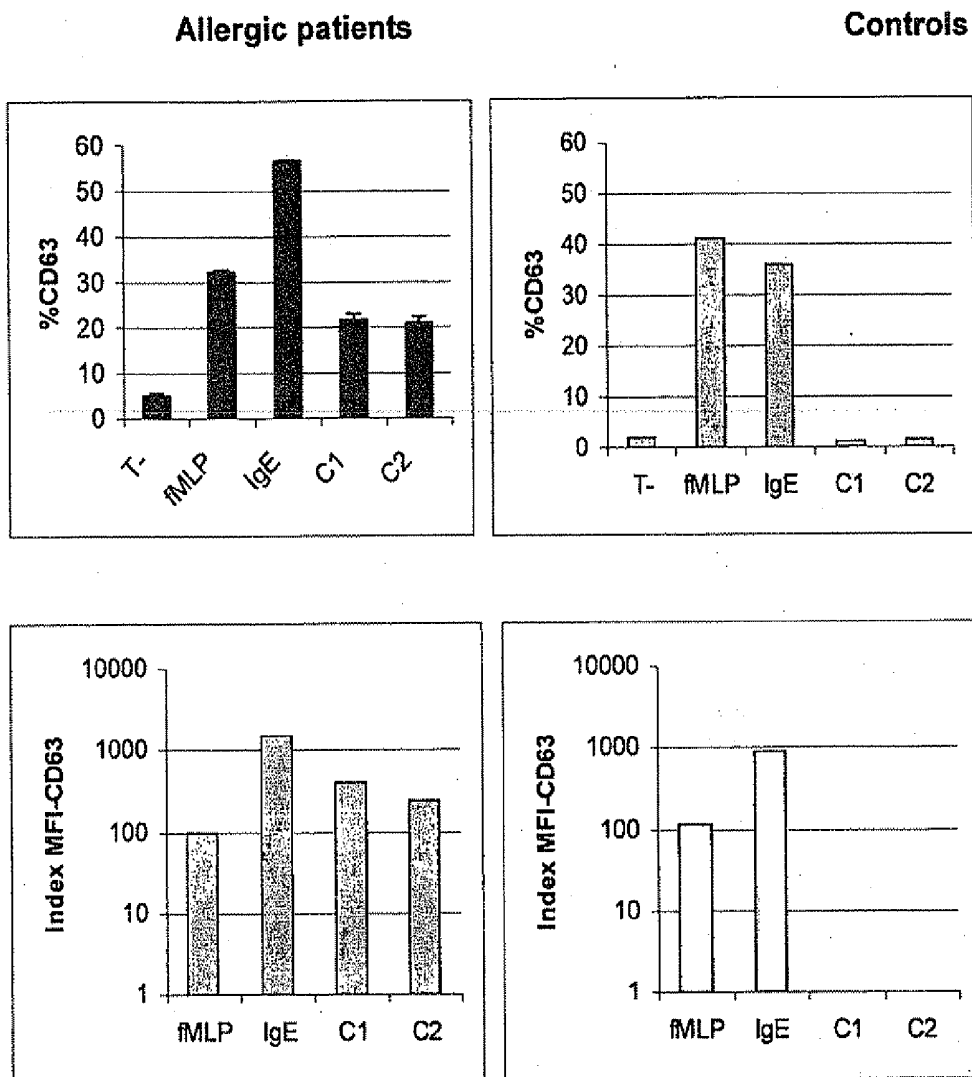 Allergic patients
Controls
%CD63
60
50
40
30
20
10
0
T-
fMLP
IgE
C1
C2
%CD63
60
50
40
30
20
10
0
T-
fMLP
IgE
C1
C2
Index MFI-CD63
10000
1000
100
10
1
fMLP
IgE
C1
C2
Index MFI-CD63
10000
1000
100
10
1
fMLP
IgE
C1
C2